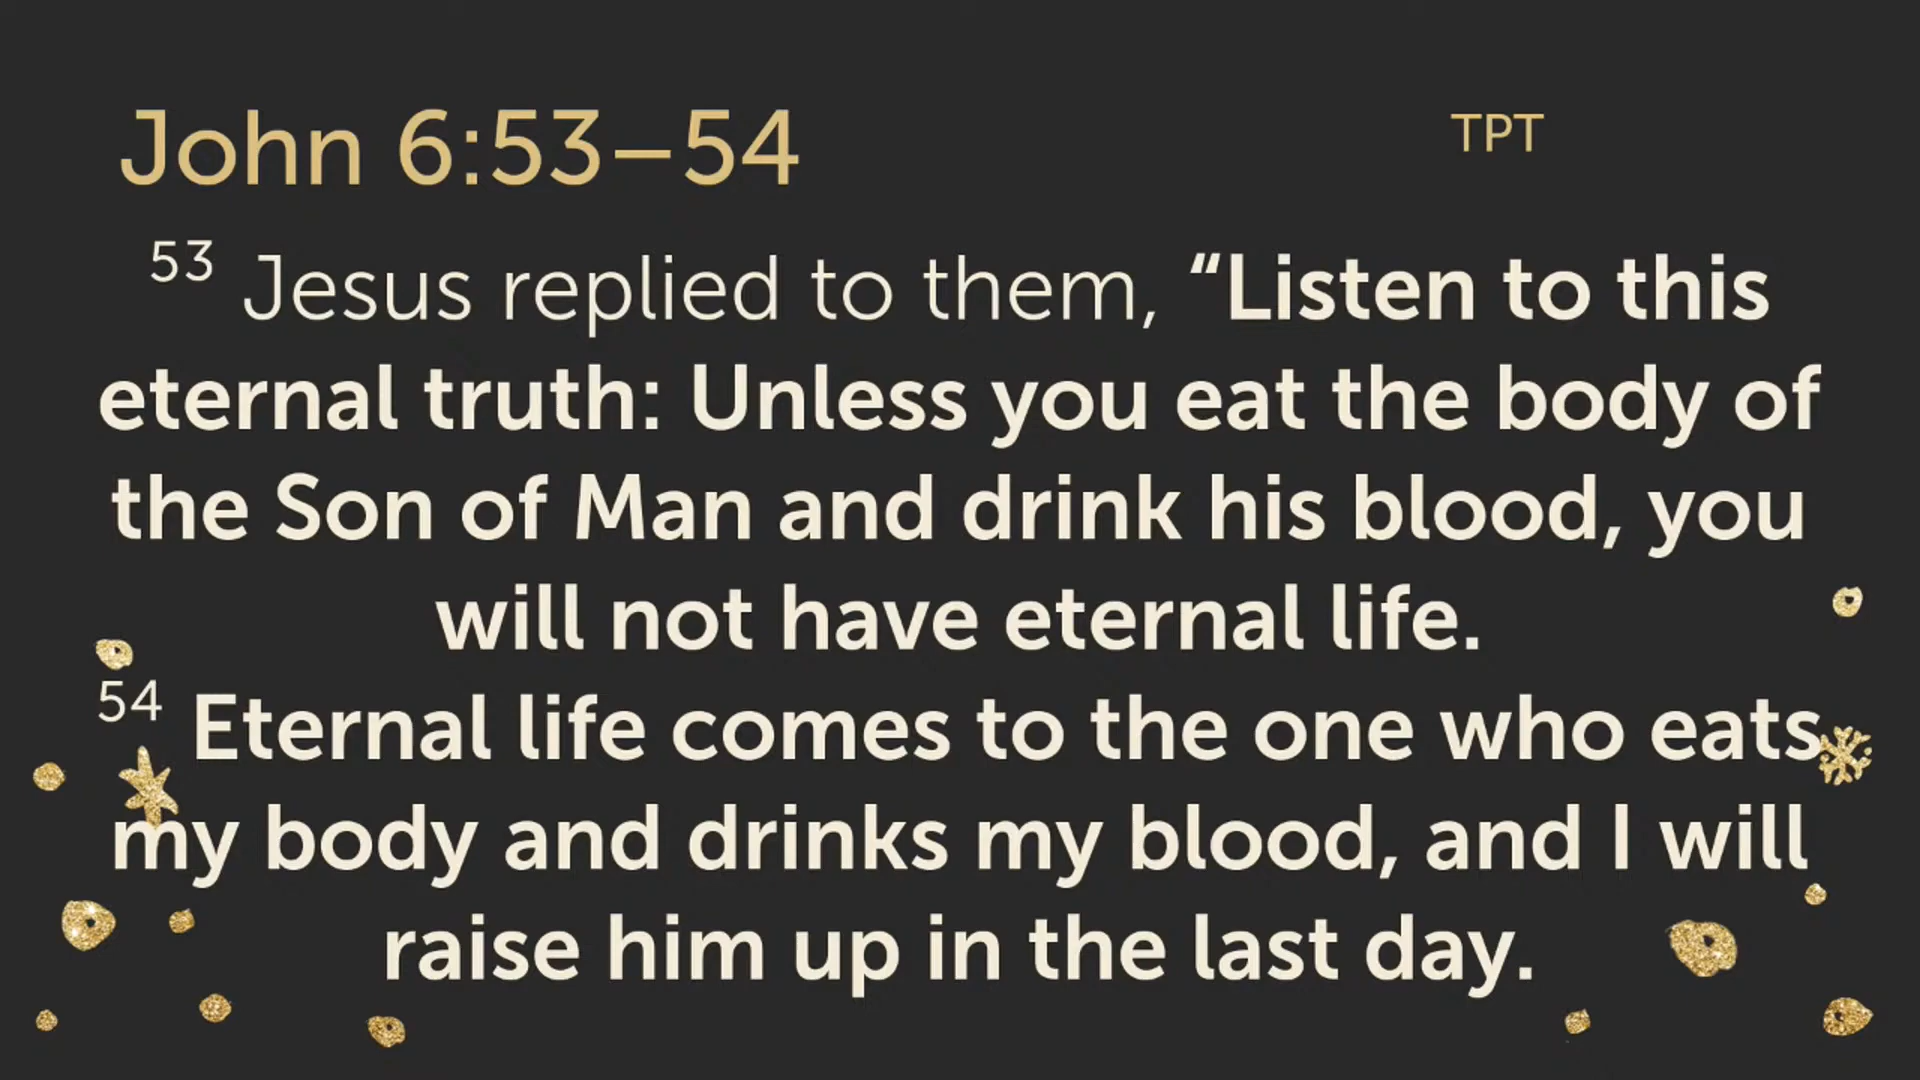 John 6:53–54
TPT
53 Jesus replied to them, “Listen to this
eternal truth: Unless you eat the body of
the Son of Man and drink his blood, you
will not have eternal life.
54 Eternal life comes to the one who eats
my body and drinks my blood, and I will
raise him up in the last day.